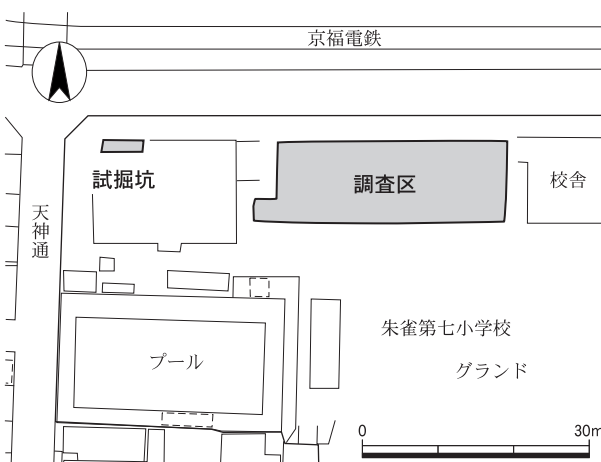 京福電鉄
試掘坑
調査区
校舎
天神通
朱雀第七小学校
グランド
プール
0
30m